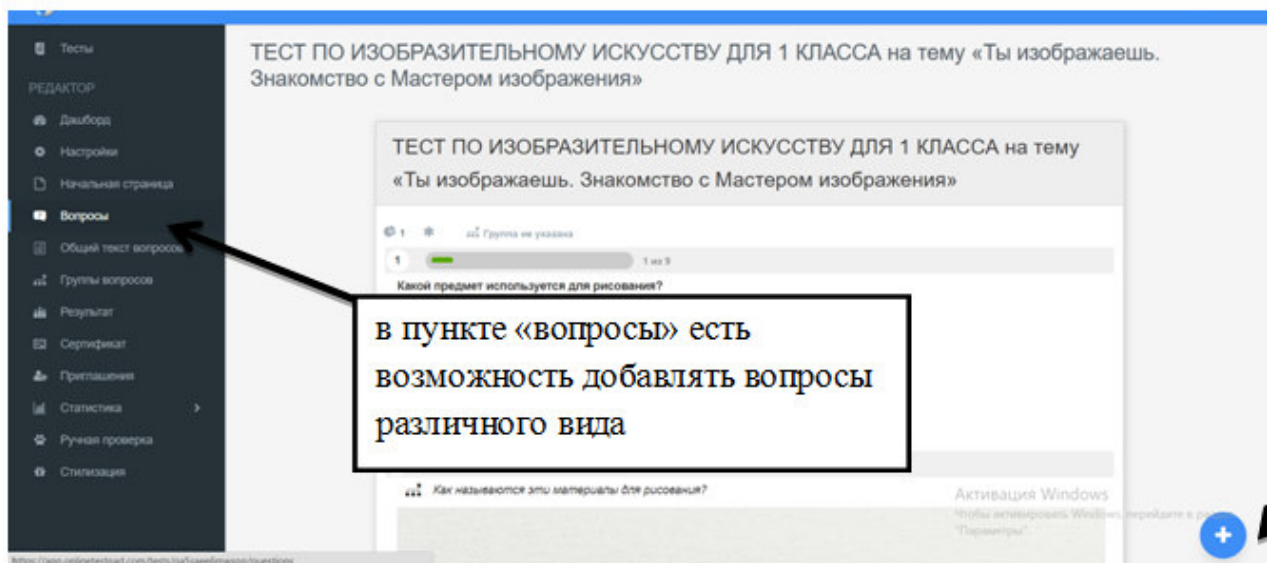 Тесты
РЕДАКТОР
Дашборд
Настройки
Начальная страница
Вопросы
Общий текст вопросов
Группы вопросов
Результат
Сертификат
Приглашения
Статистика
Ручная проверка
Стилизация
ТЕСТ ПО ИЗОБРАЗИТЕЛЬНОМУ ИСКУССТВУ ДЛЯ 1 КЛАССА на тему «Ты изображаешь.
Знакомство с Мастером изображения»
ТЕСТ ПО ИЗОБРАЗИТЕЛЬНОМУ ИСКУССТВУ ДЛЯ 1 КЛАССА на тему
«Ты изображаешь. Знакомство с Мастером изображения»
1 Группа не указана
1 1 из 9
Какой предмет используется для рисования?
в пункте «вопросы» есть
возможность добавлять вопросы
различного вида
Как называются эти материалы для рисования?
Активация Windows
Чтобы активировать Windows, перейдите в
"Параметры".